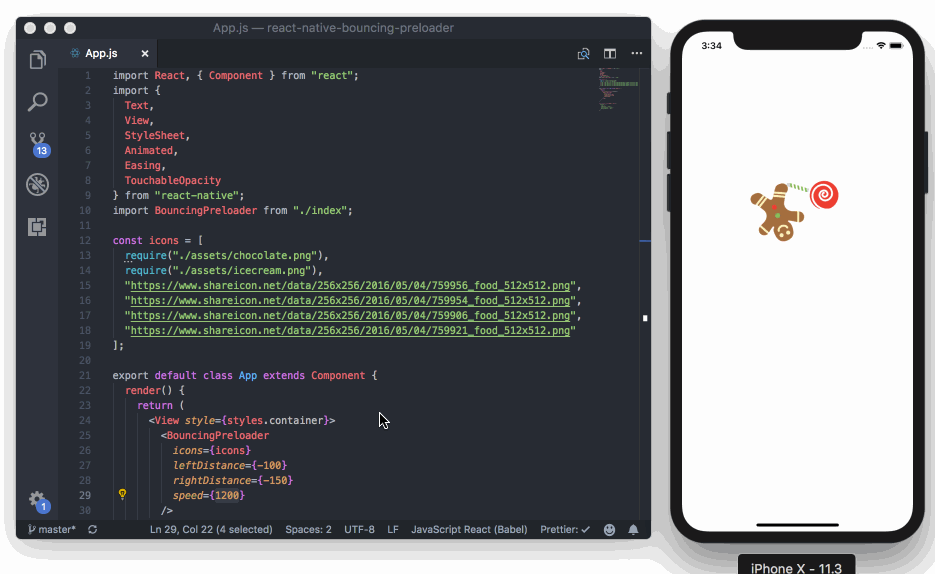 App.js — react-native-bouncing-preloader
App.js
1 import React, { Component } from "react";
2 import {
3 Text,
4 View,
5 StyleSheet,
6 Animated,
7 Easing,
8 TouchableOpacity
9 } from "react-native";
10 import BouncingPreloader from "./index";
11
12 const icons = [
13 require("./assets/chocolate.png"),
14 require("./assets/icecream.png"),
15 "https://www.shareicon.net/data/256x256/2016/05/04/759956_food_512x512.png",
16 "https://www.shareicon.net/data/256x256/2016/05/04/759954_food_512x512.png",
17 "https://www.shareicon.net/data/256x256/2016/05/04/759906_food_512x512.png",
18 "https://www.shareicon.net/data/256x256/2016/05/04/759921_food_512x512.png"
19 ];
20
21 export default class App extends Component {
22 render() {
23 return (
24 <View style={styles.container}>
25 <BouncingPreloader
26 icons={icons}
27 leftDistance={-100}
28 rightDistance={-150}
29 speed={1200}
30 />
13
1
master* Ln 29, Col 22 (4 selected) Spaces: 2 UTF-8 LF JavaScript React (Babel) Prettier: ✓
3:34
iPhone X - 11.3